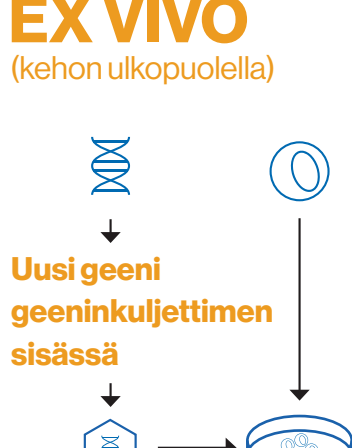 EX VIVO
(kehon ulkopuolella)
Uusi geeni
geeninkuljettimen
sisässä